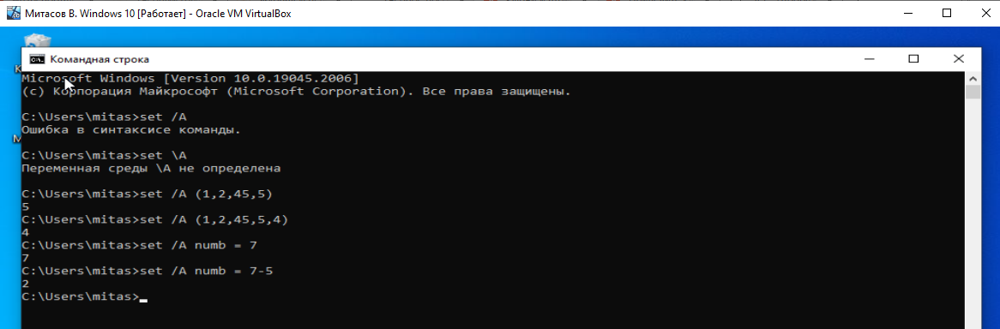 Митасов В. Windows 10 [Работает] - Oracle VM VirtualBox
Командная строка
Microsoft Windows [Version 10.0.19045.2006]
(c) Корпорация Майкрософт (Microsoft Corporation). Все права защищены.
C:\Users\mitas>set /A
Ошибка в синтаксисе команды.
C:\Users\mitas>set \A
Переменная среды \A не определена
C:\Users\mitas>set /A (1,2,45,5)
5
C:\Users\mitas>set /A (1,2,45,5,4)
4
C:\Users\mitas>set /A numb = 7
7
C:\Users\mitas>set /A numb = 7-5
2
C:\Users\mitas>